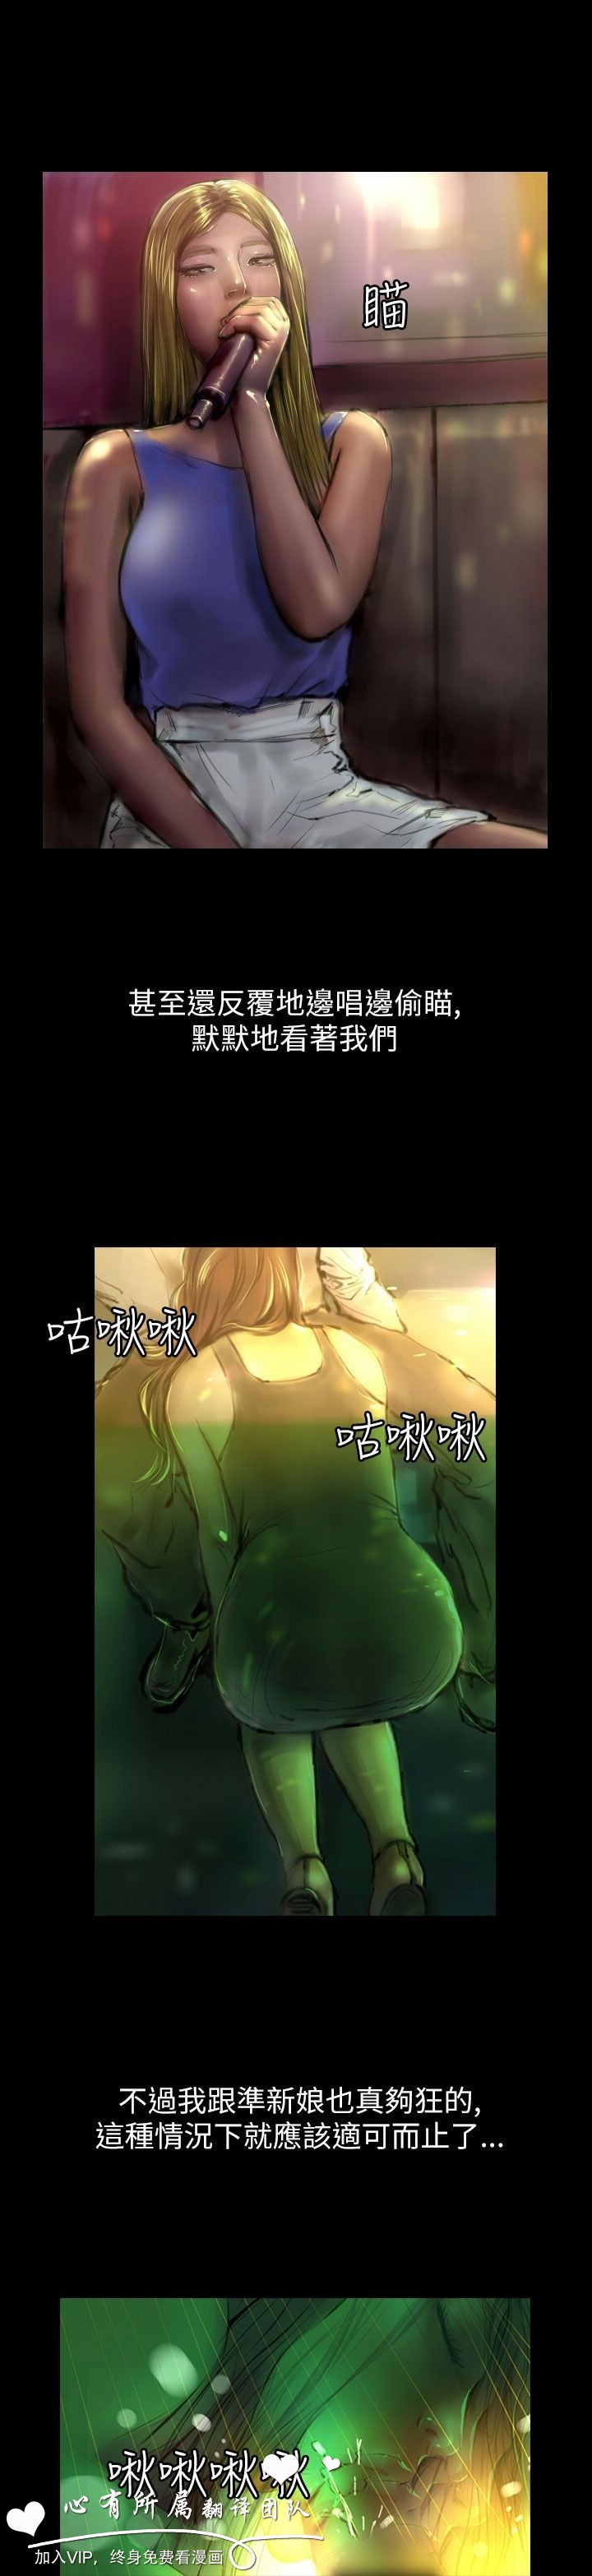 瞄
甚至還反覆地邊唱邊偷瞄,
默默地看著我們
咕啾啾
咕啾啾
不過我跟準新娘也真夠狂的,
這種情況下就應該適可而止了...
啾啾啾啾
心有所属翻译团队
加入VIP，终身免费看漫画